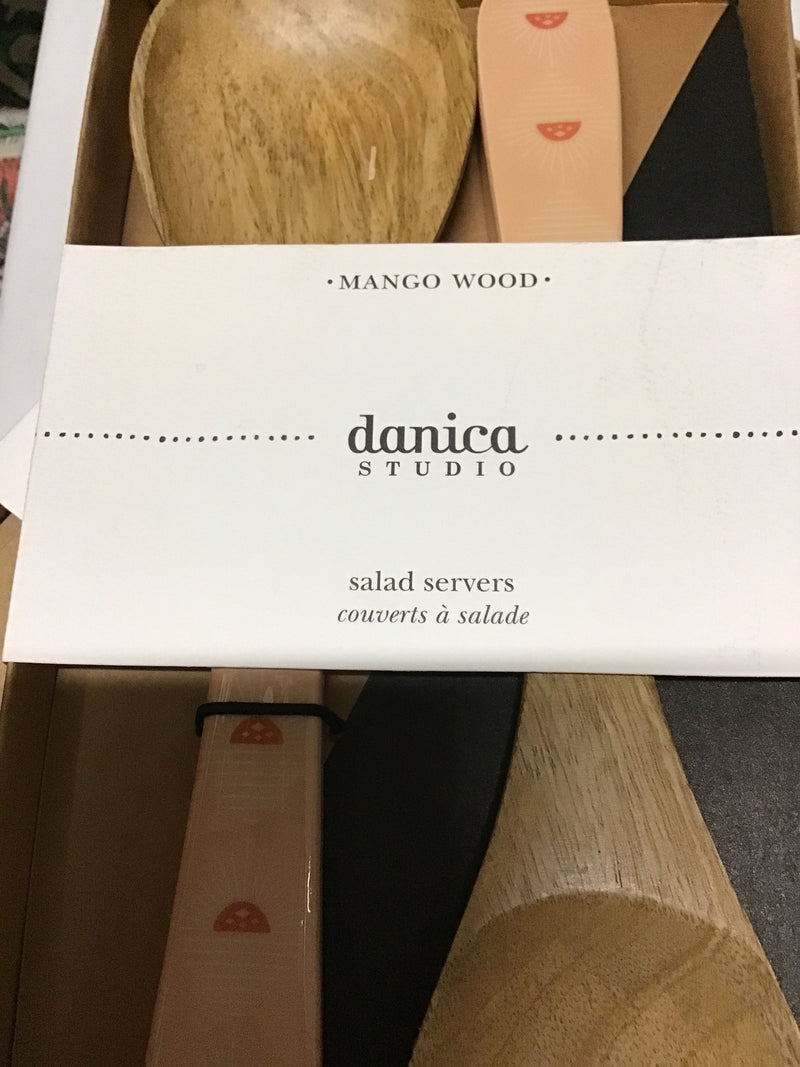 •MANGO WOOD•
danica
STUDIO
salad servers
couverts à salade